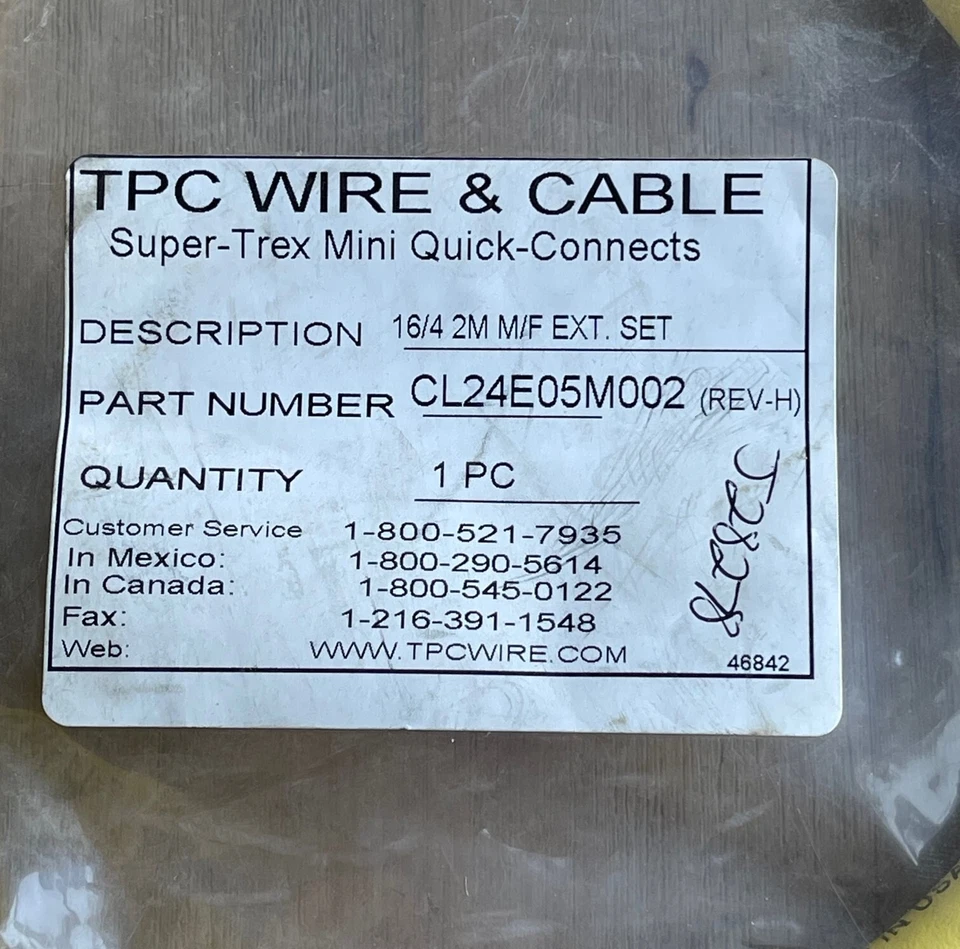 TPC WIRE & CABLE
Super-Trex Mini Quick-Connects
DESCRIPTION 16/4 2M M/F EXT. SET
PART NUMBER CL24E05M002 (REV-H)
QUANTITY 1 PC
Customer Service 1-800-521-7935
In Mexico: 1-800-290-5614
In Canada: 1-800-545-0122
Fax: 1-216-391-1548
Web: WWW.TPCWIRE.COM
46842
IN USA